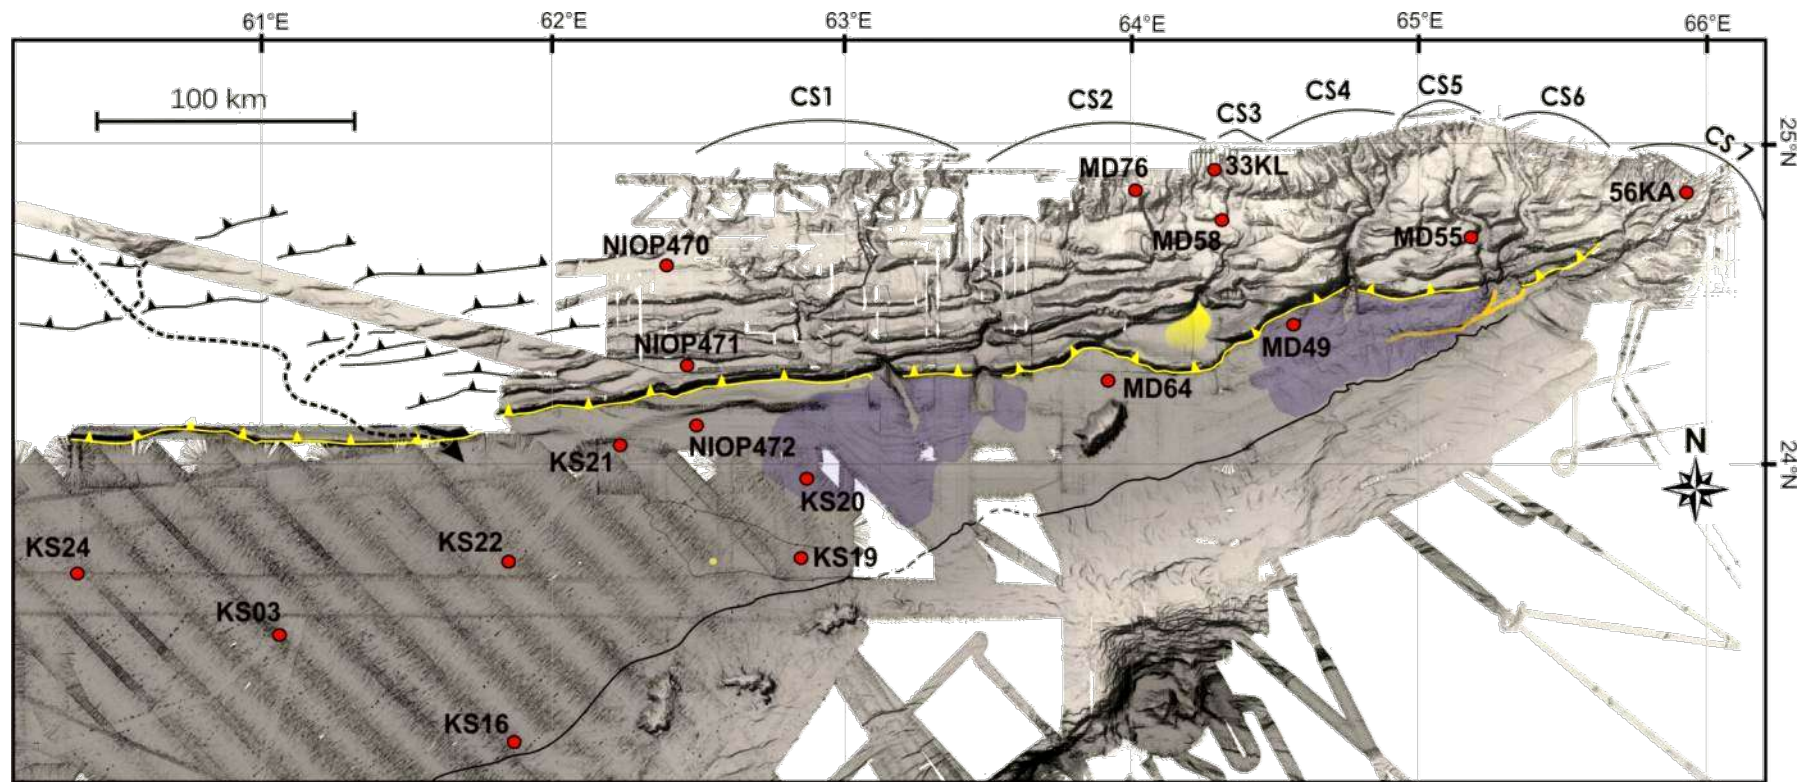 61°E
62°E
63°E
64°E
65°E
66°E
100 km
CS1
CS2
CS3
CS4
CS5
CS6
CS 7
25°N
MD76
33KL
56KA
MD58
MD55
NIOP470
NIOP471
MD49
MD64
NIOP472
KS21
24°N
N
KS20
KS24
KS22
KS19
KS03
KS16